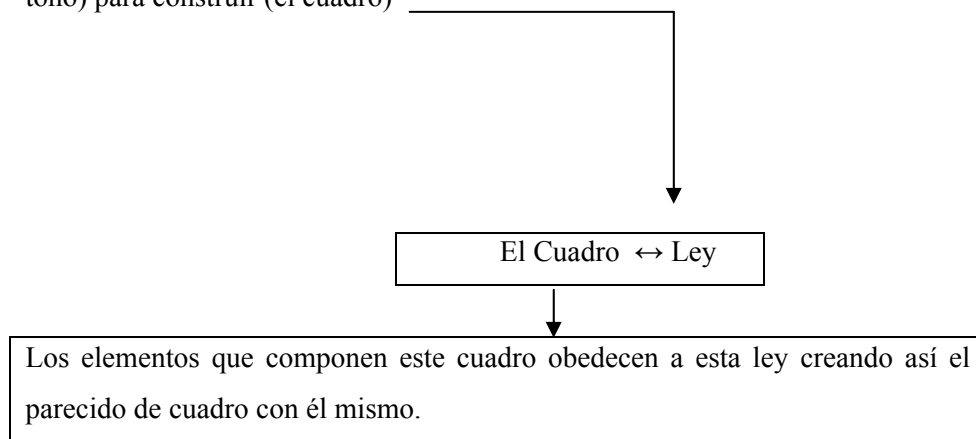 tono) para construir (el cuadro)
El Cuadro ↔ Ley
Los elementos que componen este cuadro obedecen a esta ley creando así el
parecido de cuadro con él mismo.